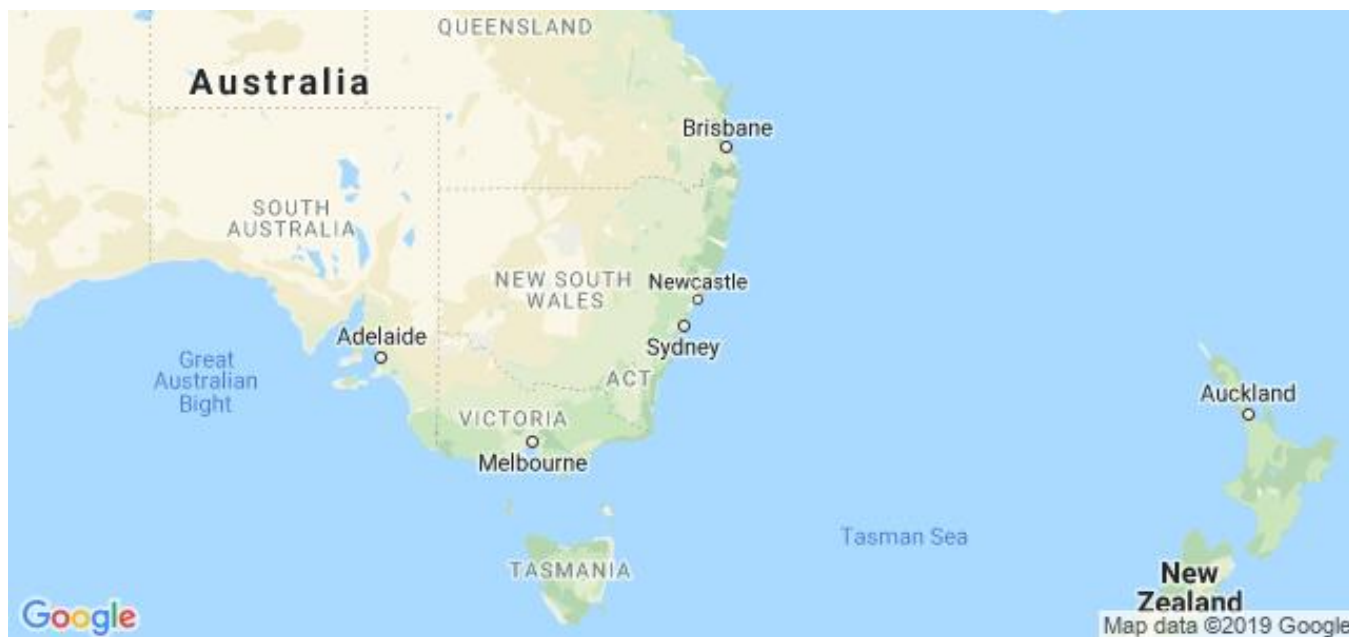 QUEENSLAND
Australia
Brisbane
SOUTH
AUSTRALIA
NEW SOUTH
WALES
Newcastle
Adelaide
Sydney
Great
Australian
Bight
ACT
Auckland
VICTORIA
Melbourne
Tasman Sea
TASMANIA
New
Zealand
Google
Map data ©2019 Google